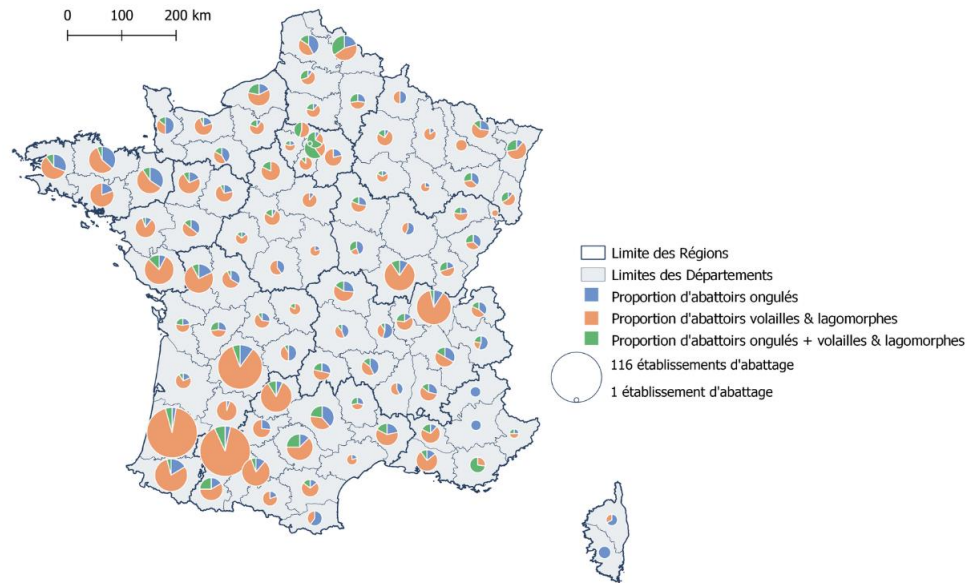 0 100 200 km
Limite des Régions
Limites des Départements
Proportion d'abattoirs ongulés
Proportion d'abattoirs volailles & lagomorphes
Proportion d'abattoirs ongulés + volailles & lagomorphes
116 établissements d'abattage
1 établissement d'abattage